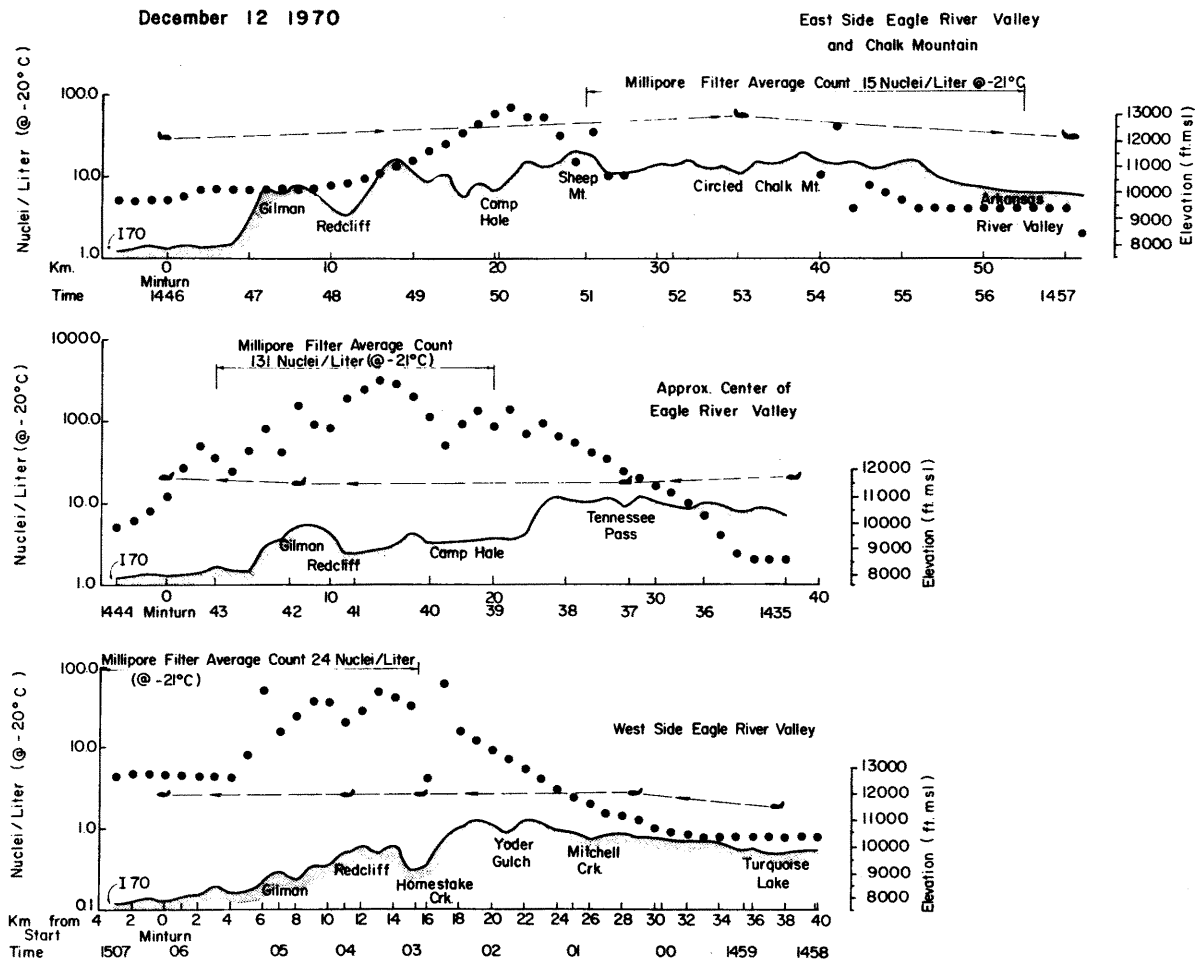 December 12 1970
East Side Eagle River Valley
and Chalk Mountain
Nuclei/Liter (@-20°C)
Millipore Filter Average Count 15 Nuclei/Liter @-21°C
100.0
10.0
1.0
13000
12000
11000
10000
9000
8000
Elevation (ft.msl)
I70
Gilman
Redcliff
Camp
Hale
Sheep
Mt.
Circled Chalk Mt.
Arkansas
River Valley
Km. 0 10 20 30 40 50
Minturn
Time 1446 47 48 49 50 51 52 53 54 55 56 1457
Nuclei/Liter (@-20°C)
Millipore Filter Average Count
131 Nuclei/Liter (@-21°C)
Approx. Center of
Eagle River Valley
1000.0
100.0
10.0
1.0
12000
11000
10000
9000
8000
Elevation (ft.msl)
I70
Gilman
Redcliff
Camp Hale
Tennessee
Pass
0 10 20 30 40
1444 Minturn 43 42 41 40 39 38 37 36 1435
Nuclei/Liter (@-20°C)
Millipore Filter Average Count 24 Nuclei/Liter
(@-21°C)
West Side Eagle River Valley
100.0
10.0
1.0
0.1
13000
12000
11000
10000
9000
8000
Elevation (ft.msl)
I70
Gilman
Redcliff
Homestake
Crk.
Yoder
Gulch
Mitchell
Crk.
Turquoise
Lake
Km from 4 2 0 2 4 6 8 10 12 14 16 18 20 22 24 26 28 30 32 34 36 38 40
Start Minturn
Time 1507 06 05 04 03 02 01 00 1459 1458